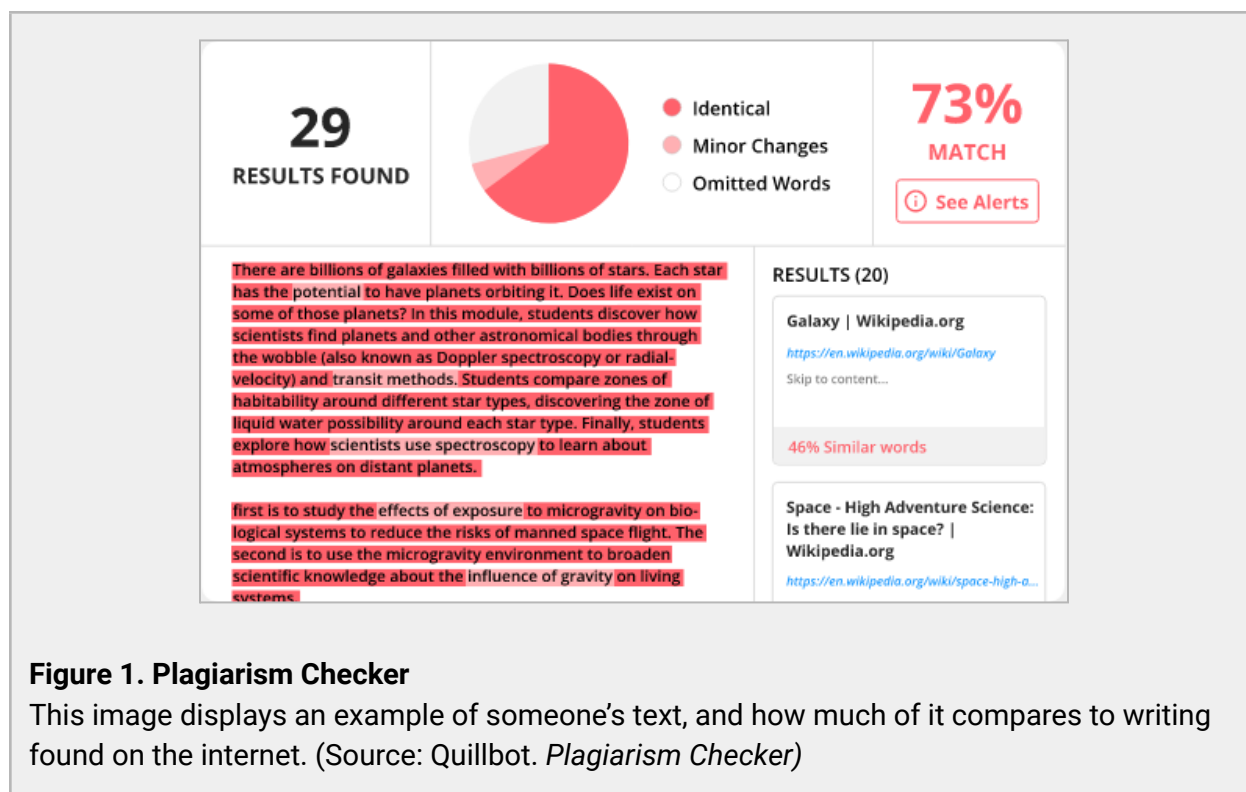 29
RESULTS FOUND
Identical
Minor Changes
Omitted Words
73%
MATCH
See Alerts
There are billions of galaxies filled with billions of stars. Each star
has the potential to have planets orbiting it. Does life exist on
some of those planets? In this module, students discover how
scientists find planets and other astronomical bodies through
the wobble (also known as Doppler spectroscopy or radial-
velocity) and transit methods. Students compare zones of
habitability around different star types, discovering the zone of
liquid water possibility around each star type. Finally, students
explore how scientists use spectroscopy to learn about
atmospheres on distant planets.
first is to study the effects of exposure to microgravity on bio-
logical systems to reduce the risks of manned space flight. The
second is to use the microgravity environment to broaden
scientific knowledge about the influence of gravity on living
systems.
RESULTS (20)
Galaxy | Wikipedia.org
https://en.wikipedia.org/wiki/Galaxy
Skip to content...
46% Similar words
Space - High Adventure Science:
Is there lie in space? |
Wikipedia.org
https://en.wikipedia.org/wiki/space-high-a...
Figure 1. Plagiarism Checker
This image displays an example of someone’s text, and how much of it compares to writing
found on the internet. (Source: Quillbot. Plagiarism Checker)